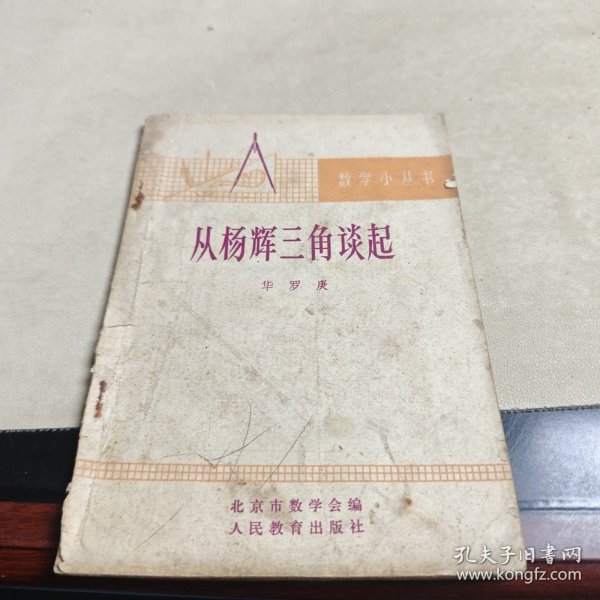 数学小丛书
从杨辉三角谈起
华罗庚
北京市数学会编
人民教育出版社
孔夫子旧书网
www.kongfz.com